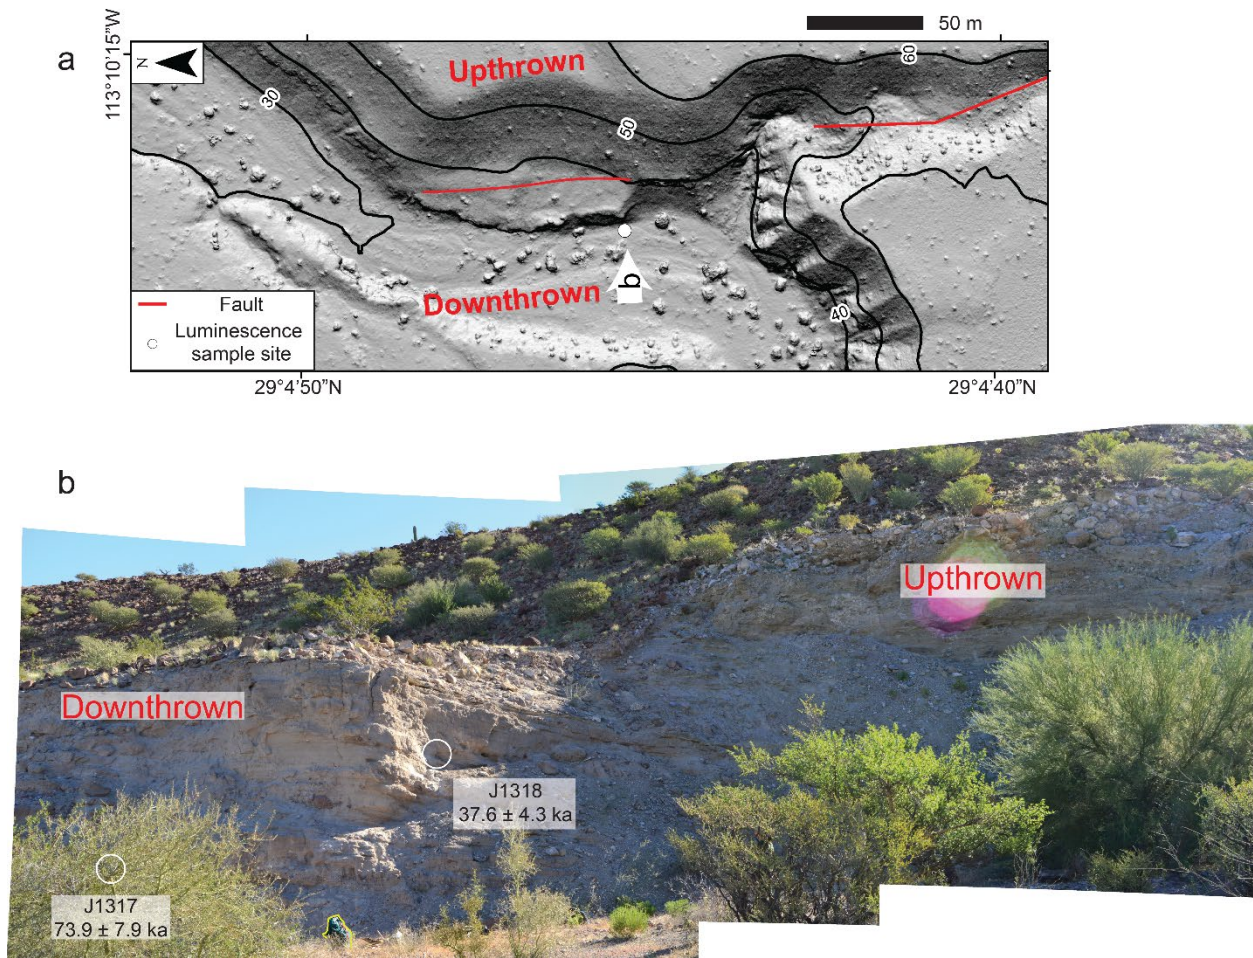 50 m
a
113°10'15"W
N
Upthrown
60
30
50
b
Downthrown
Fault
Luminescence
sample site
40
29°4'50"N
29°4'40"N
b
Upthrown
Downthrown
J1318
37.6 ± 4.3 ka
J1317
73.9 ± 7.9 ka